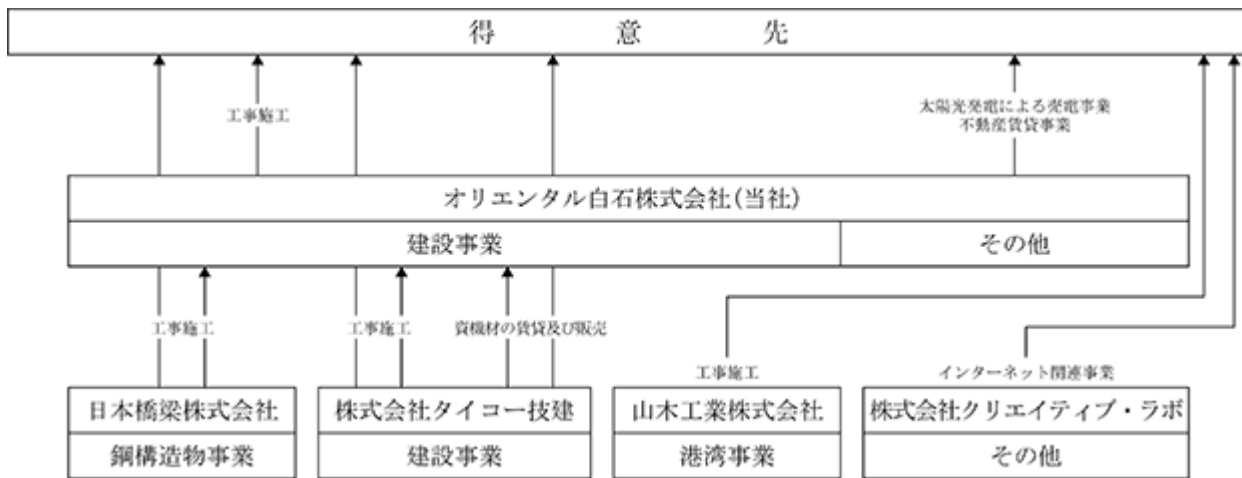 得意先
工事施工
太陽光発電による売電事業
不動産賃貸事業
オリエンタル白石株式会社(当社)
建設事業
その他
工事施工
工事施工
資機材の賃貸及び販売
工事施工
インターネット関連事業
日本橋梁株式会社
株式会社タイコー技建
山木工業株式会社
株式会社クリエイティブ・ラボ
鋼構造物事業
建設事業
港湾事業
その他